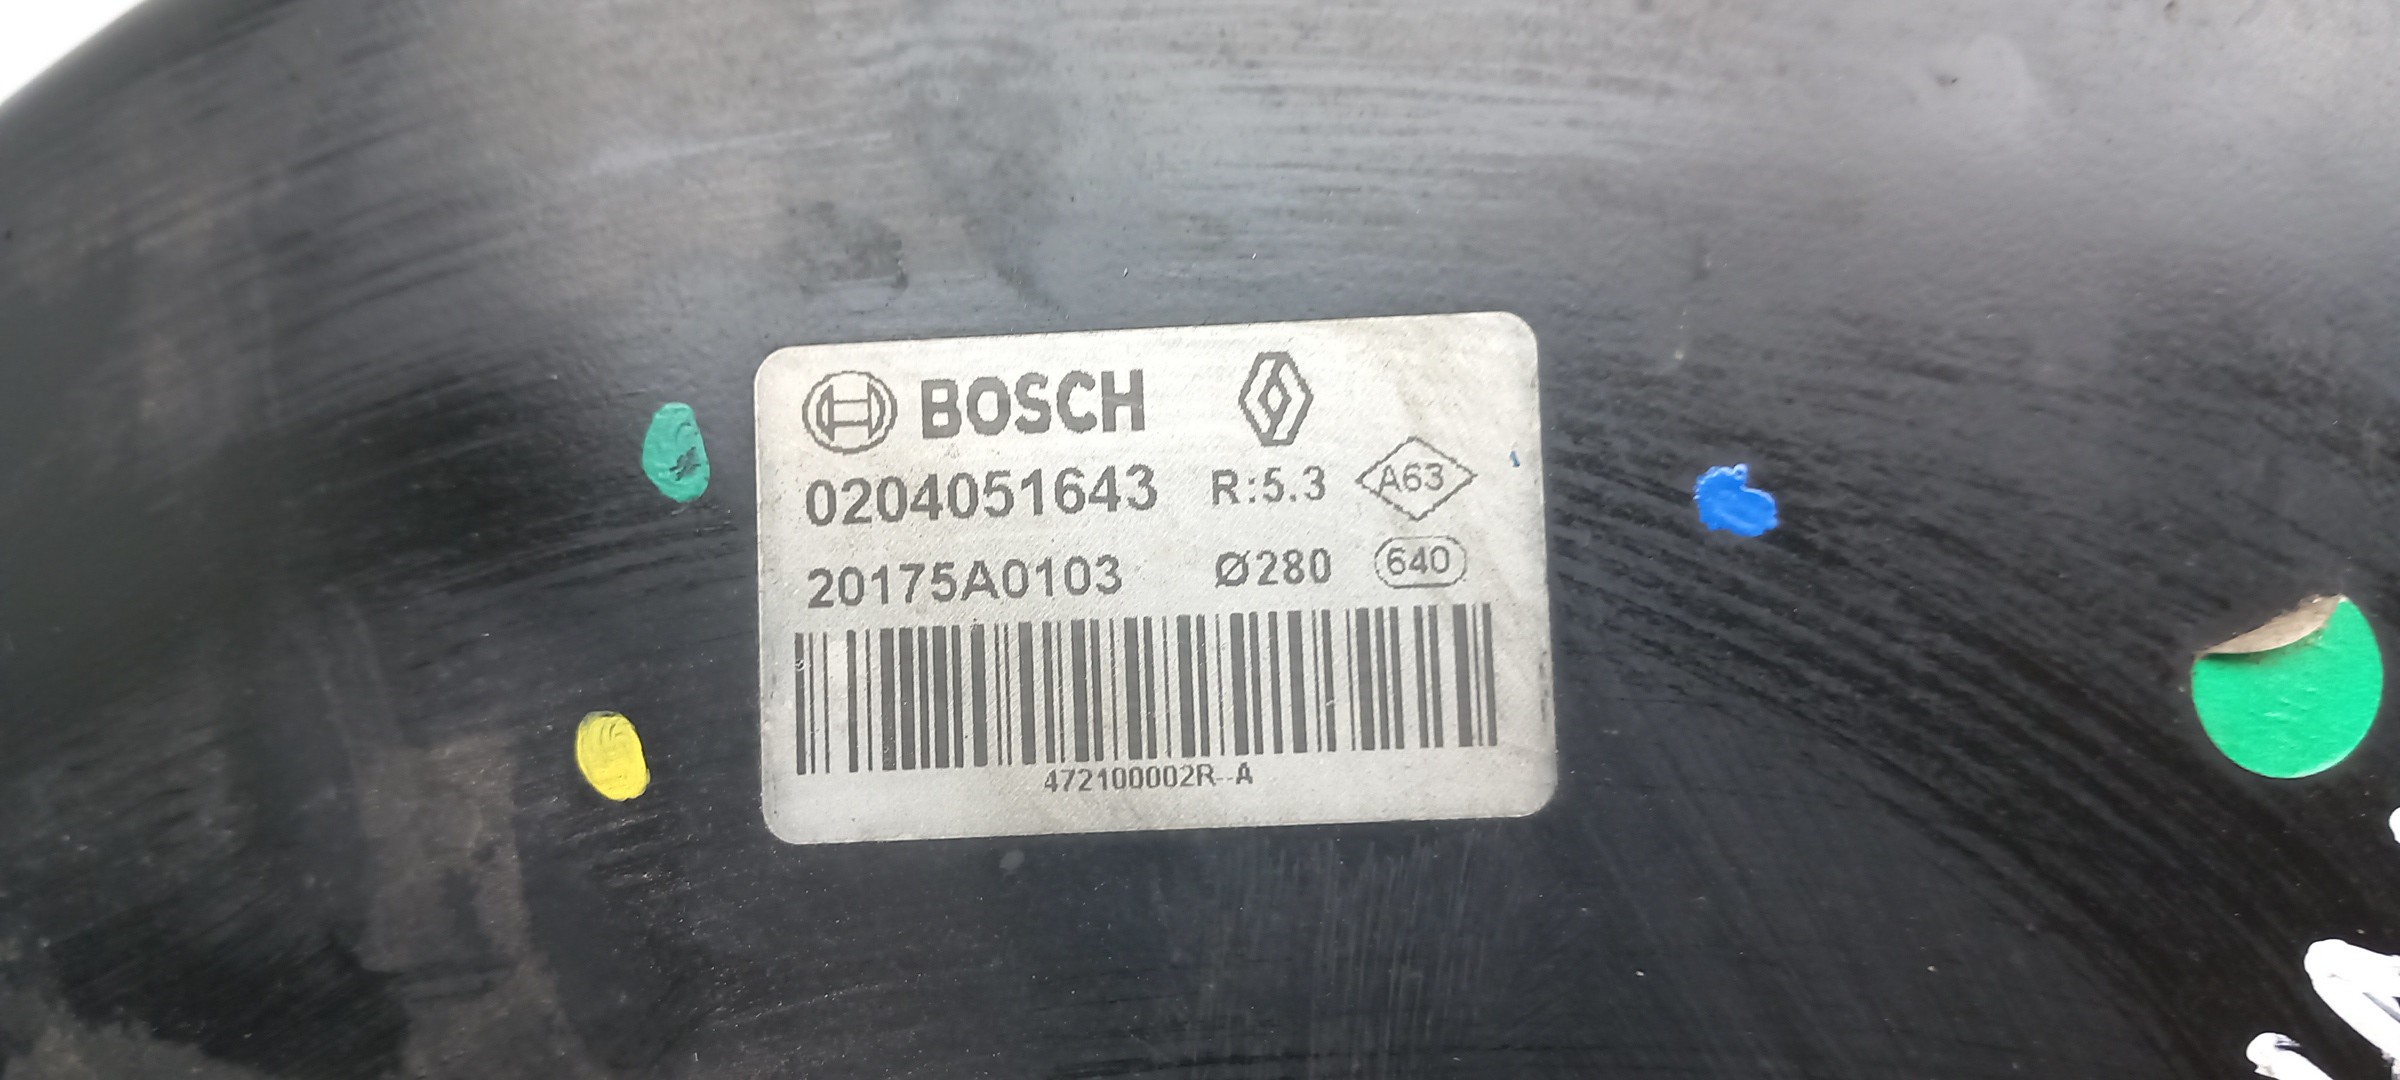 BOSCH
0204051643 R:5.3 A63
20175A0103 Ø280 640
472100002R--A